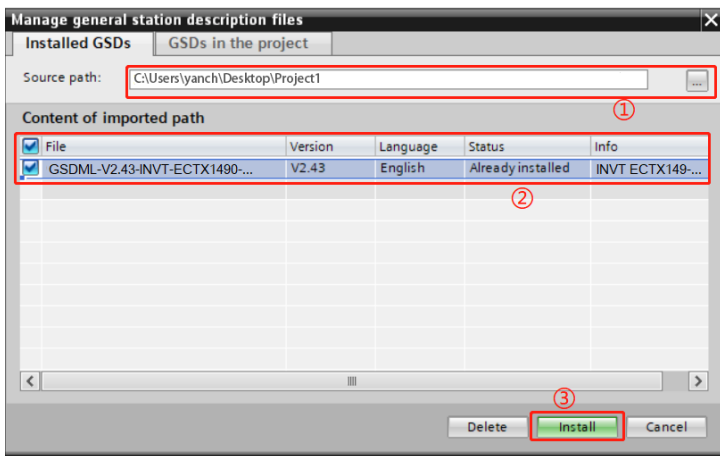 Manage general station description files
Installed GSDs GSDs in the project
Source path: C:\Users\yanch\Desktop\Project1 ...
①
Content of imported path
File Version Language Status Info
GSDML-V2.43-INVT-ECTX1490-... V2.43 English Already installed INVT ECTX149-...
②
③
Delete Install Cancel